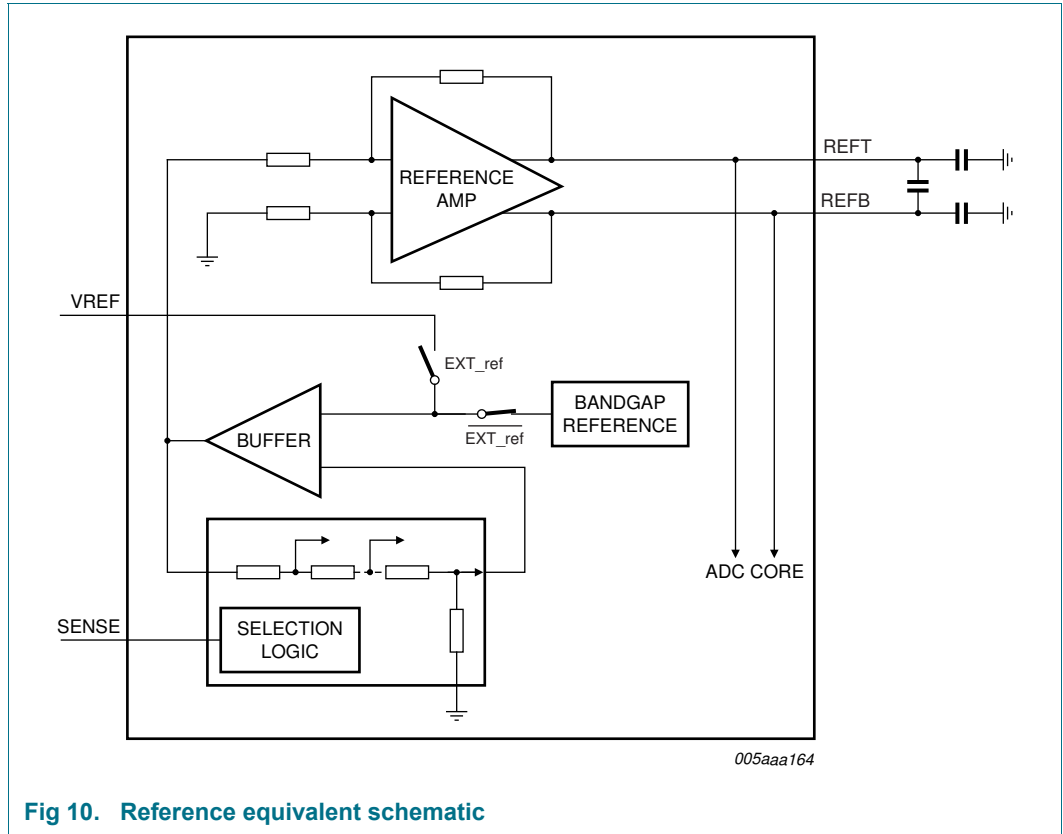 REFERENCE
AMP
REFT
REFB
VREF
EXT_ref
BANDGAP
REFERENCE
EXT_ref
BUFFER
ADC CORE
SENSE
SELECTION
LOGIC
005aaa164
Fig 10. Reference equivalent schematic